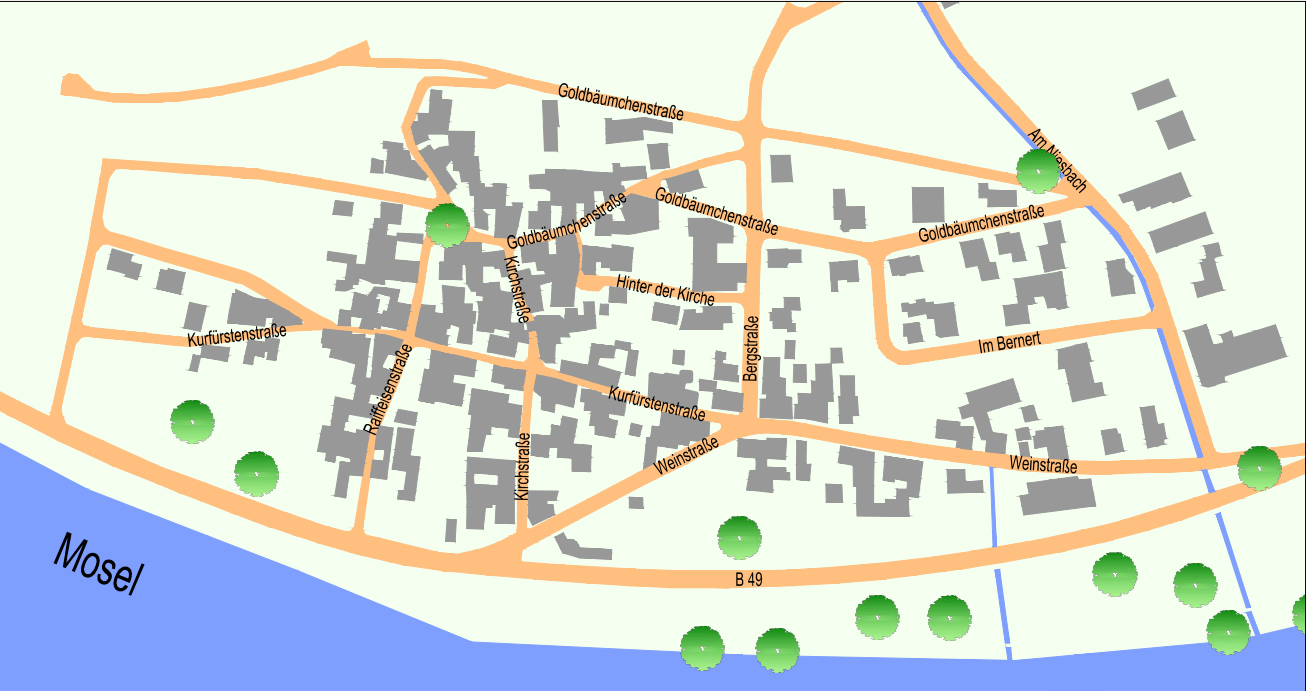 Goldbäumchenstraße
Am Niesbach
Goldbäumchenstraße
Goldbäumchenstraße
Goldbäumchenstraße
Kirchstraße
Hinter der Kirche
Kurfürstenstraße
Bergstraße
Im Bernert
Raiffeisenstraße
Kurfürstenstraße
Kirchstraße
Weinstraße
Weinstraße
Mosel
B 49